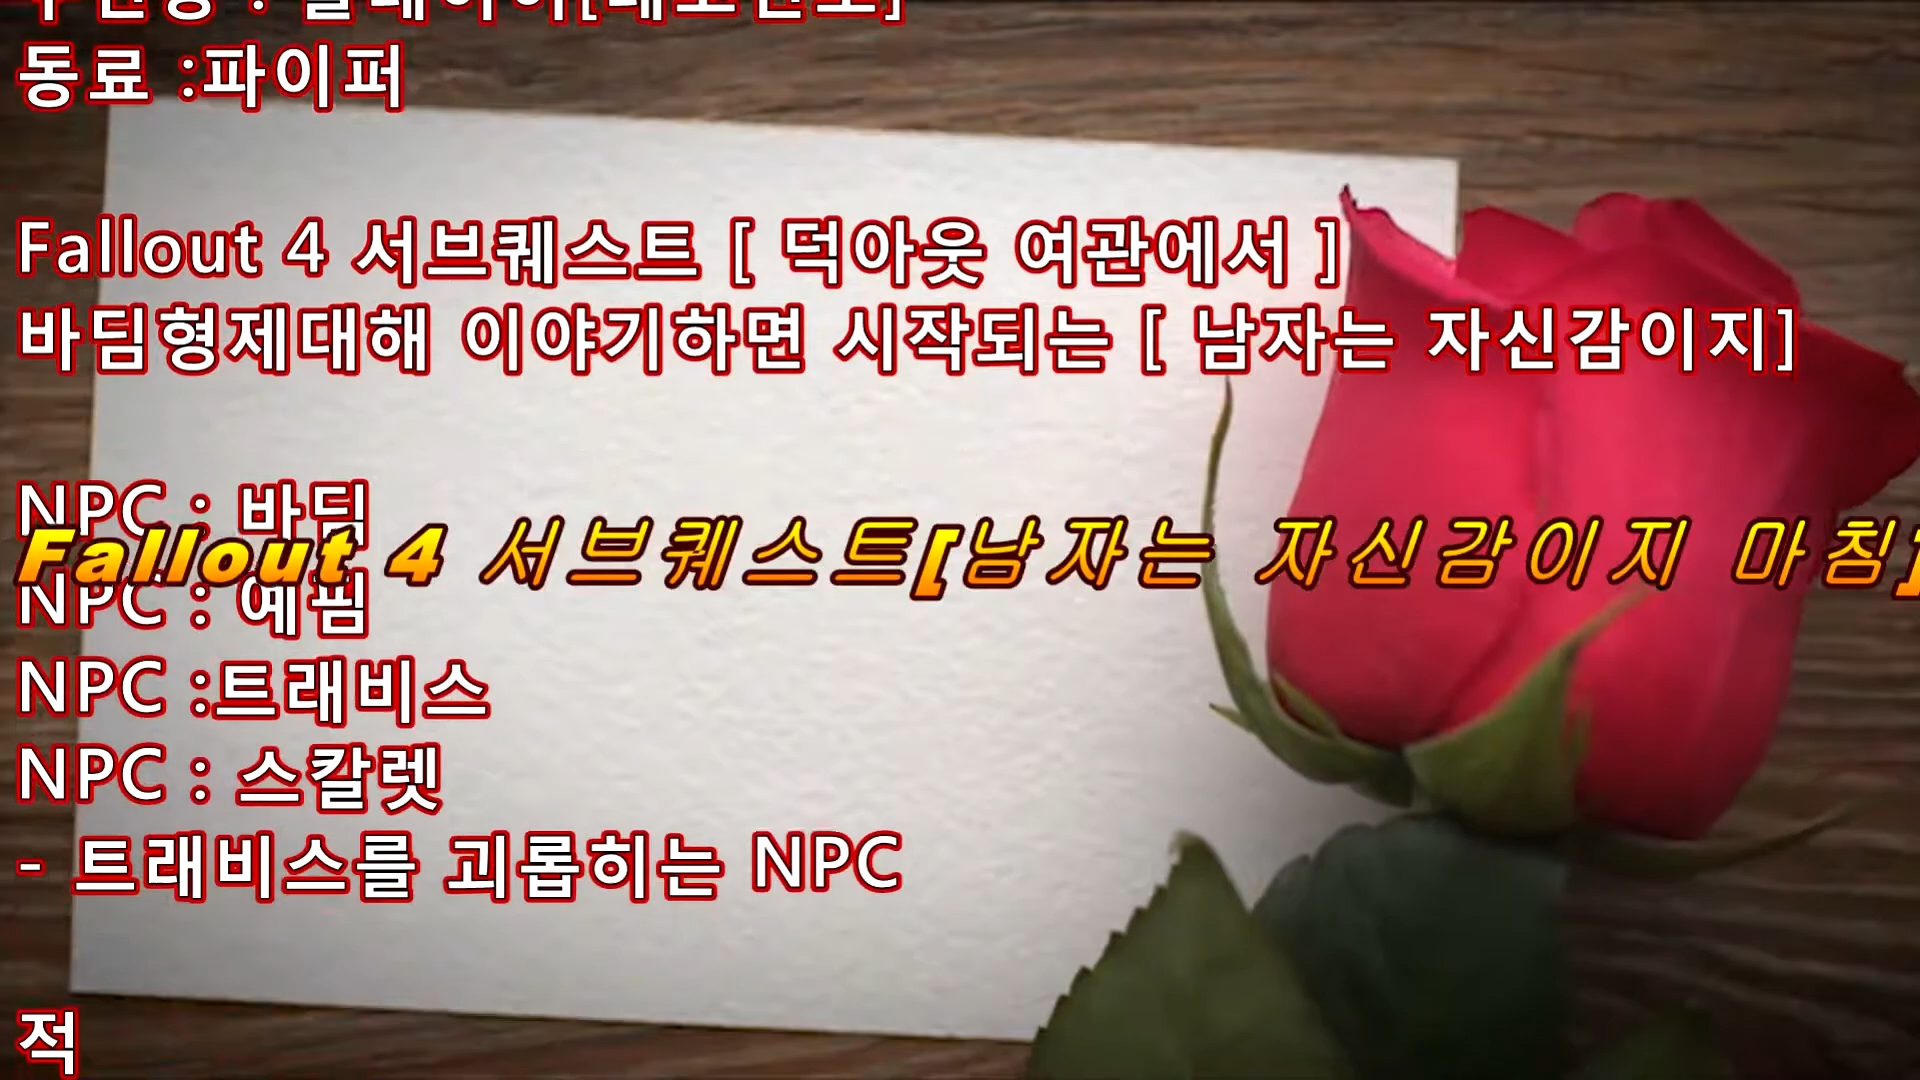 동료 :파이퍼
Fallout 4 서브퀘스트 [ 덕아웃 여관에서 ]
바딤형제대해 이야기하면 시작되는 [ 남자는 자신감이지]
NPC : 바딤
Fallout 4 서브퀘스트[남자는 자신감이지 마침]
NPC : 예핌
NPC :트래비스
NPC : 스칼렛
- 트래비스를 괴롭히는 NPC
적